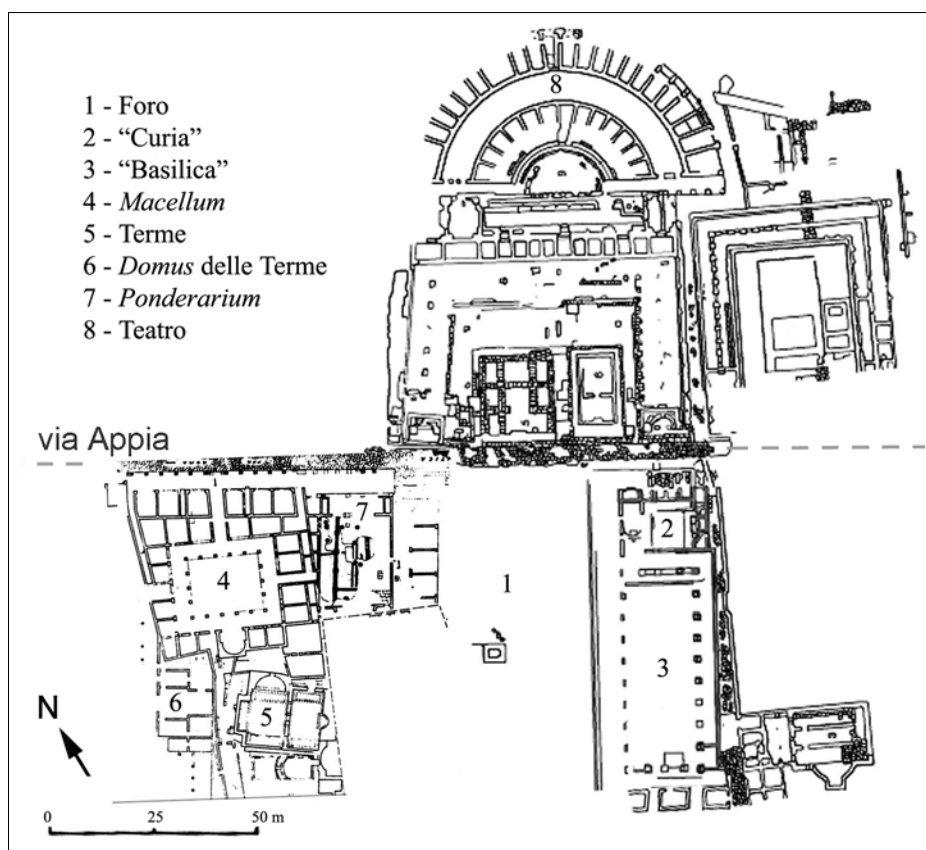 1 - Foro
2 - “Curia”
3 - “Basilica”
4 - Macellum
5 - Terme
6 - Domus delle Terme
7 - Ponderarium
8 - Teatro
8
via Appia
7
2
4
1
3
6
5
N
0 25 50 m